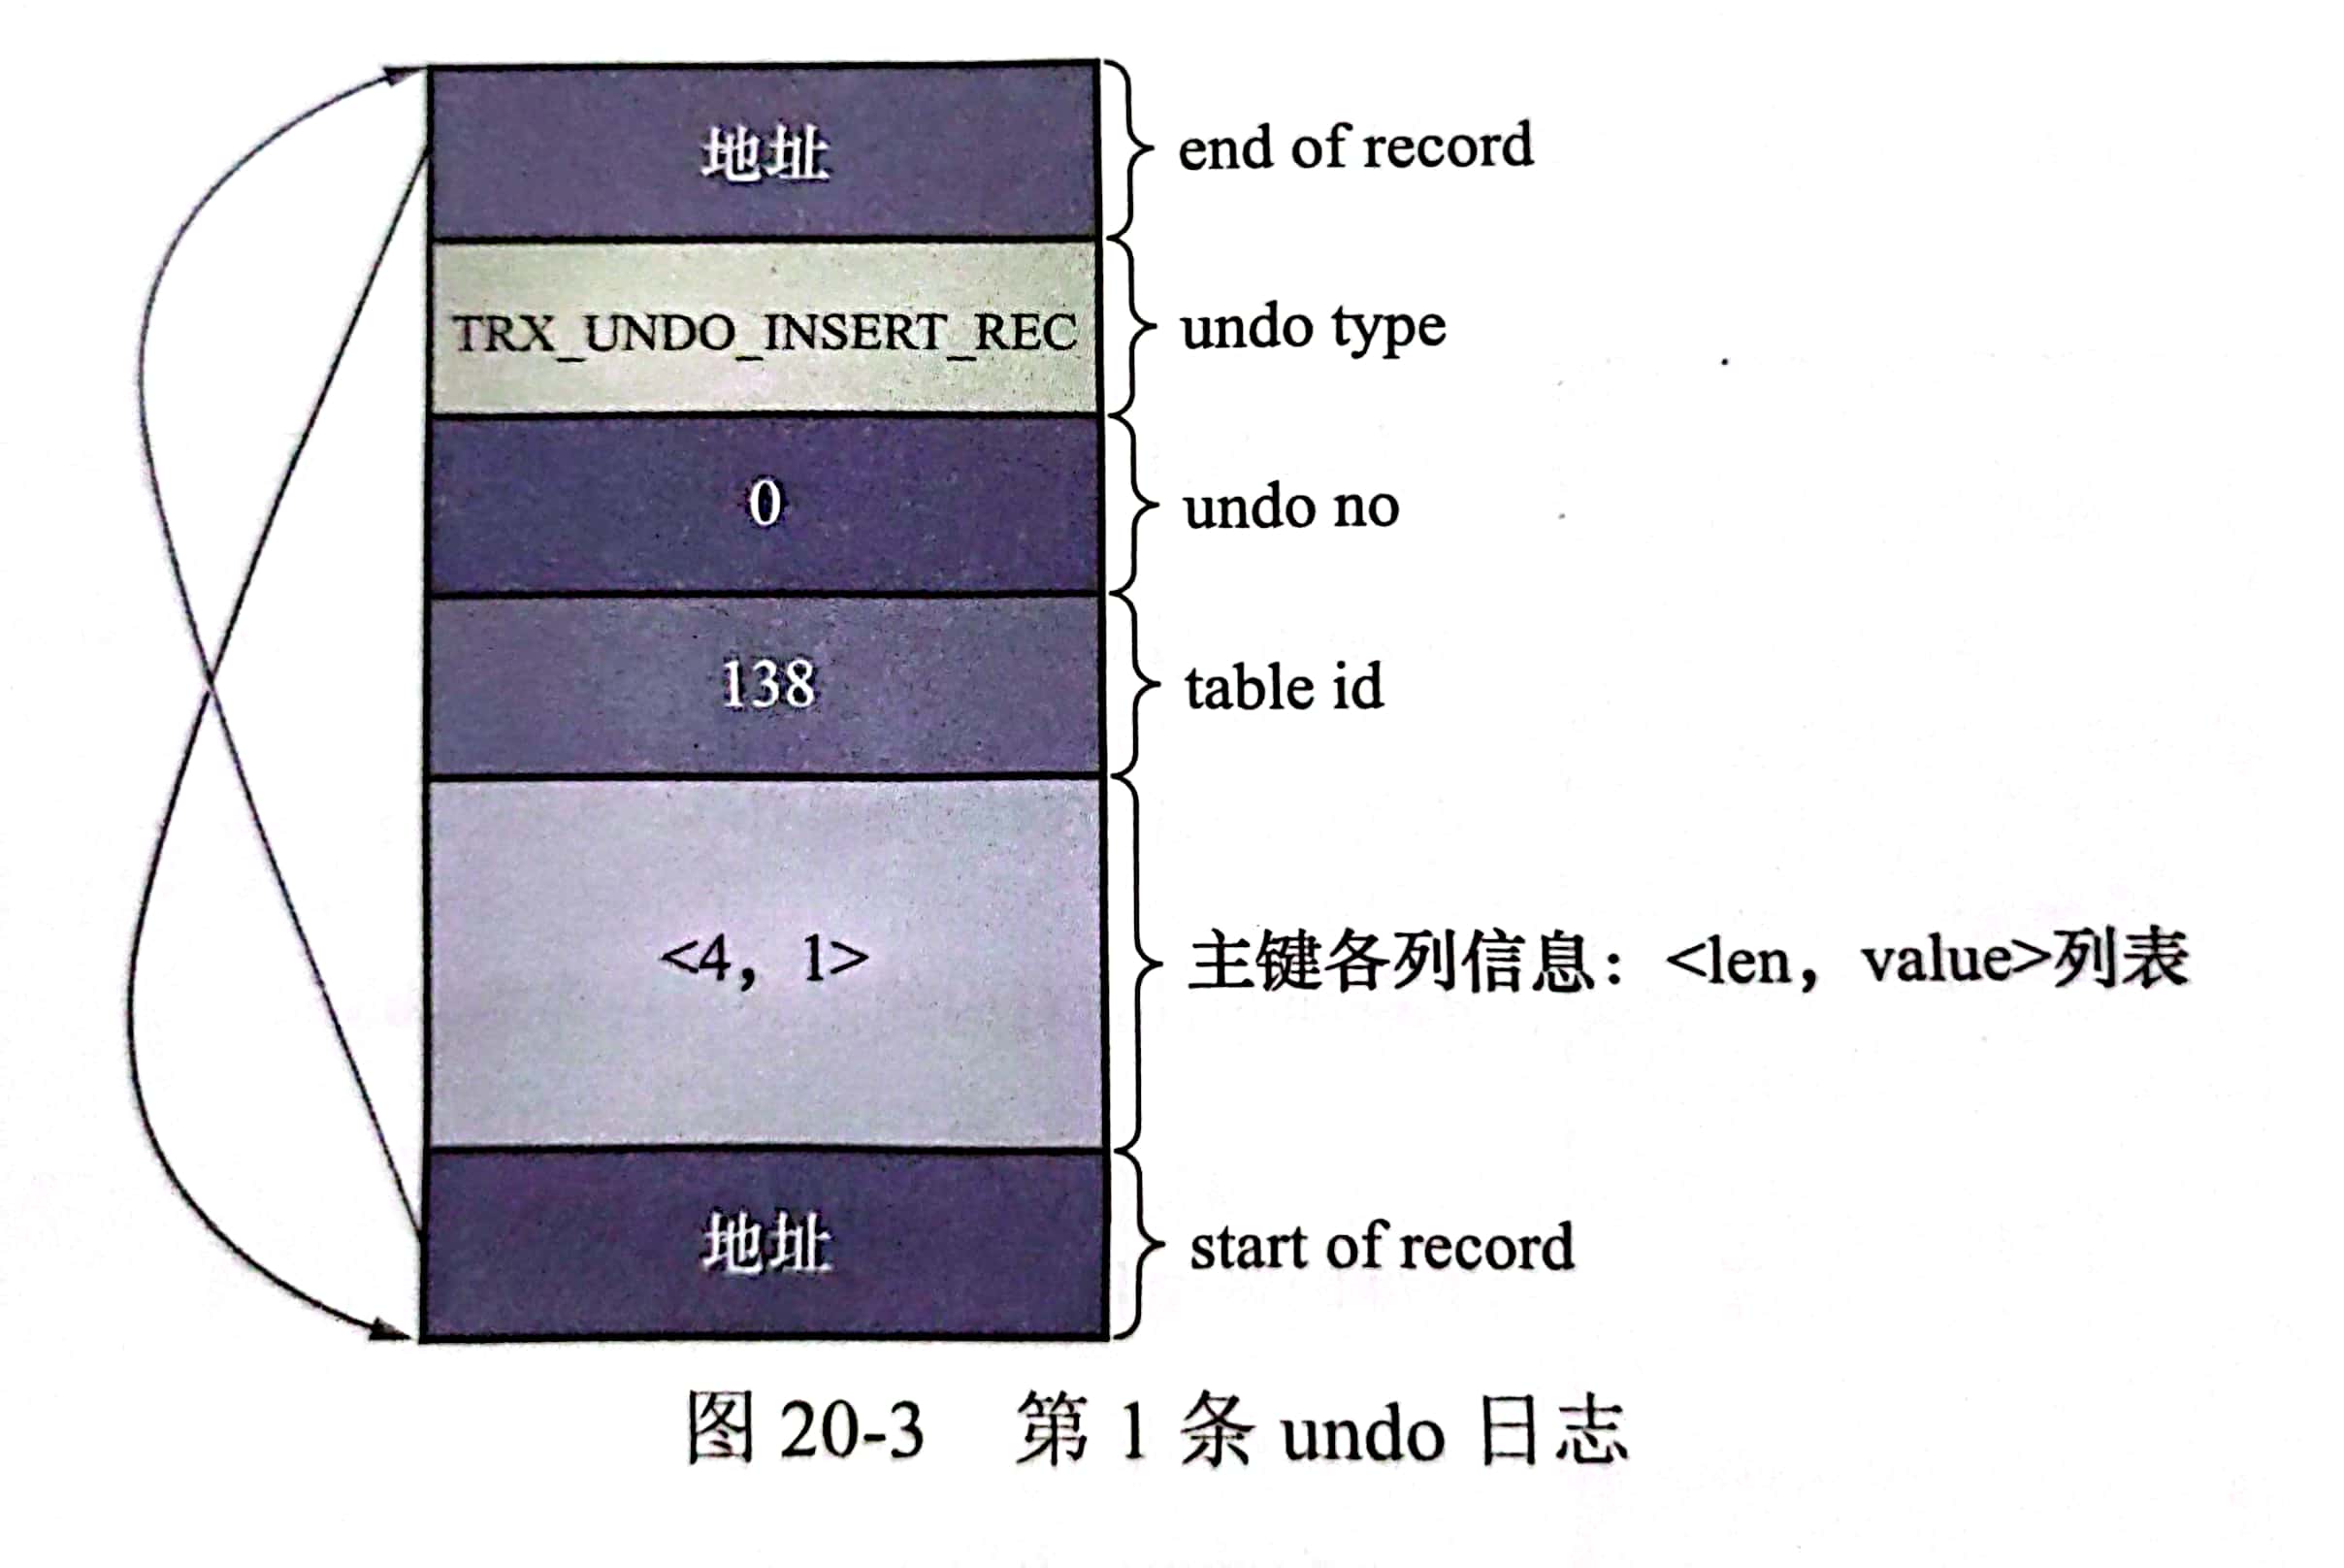 地址 end of record
TRX_UNDO_INSERT_REC undo type
0 undo no
138 table id
<4，1> 主键各列信息：<len，value>列表
地址 start of record
图 20-3 第 1 条 undo 日志